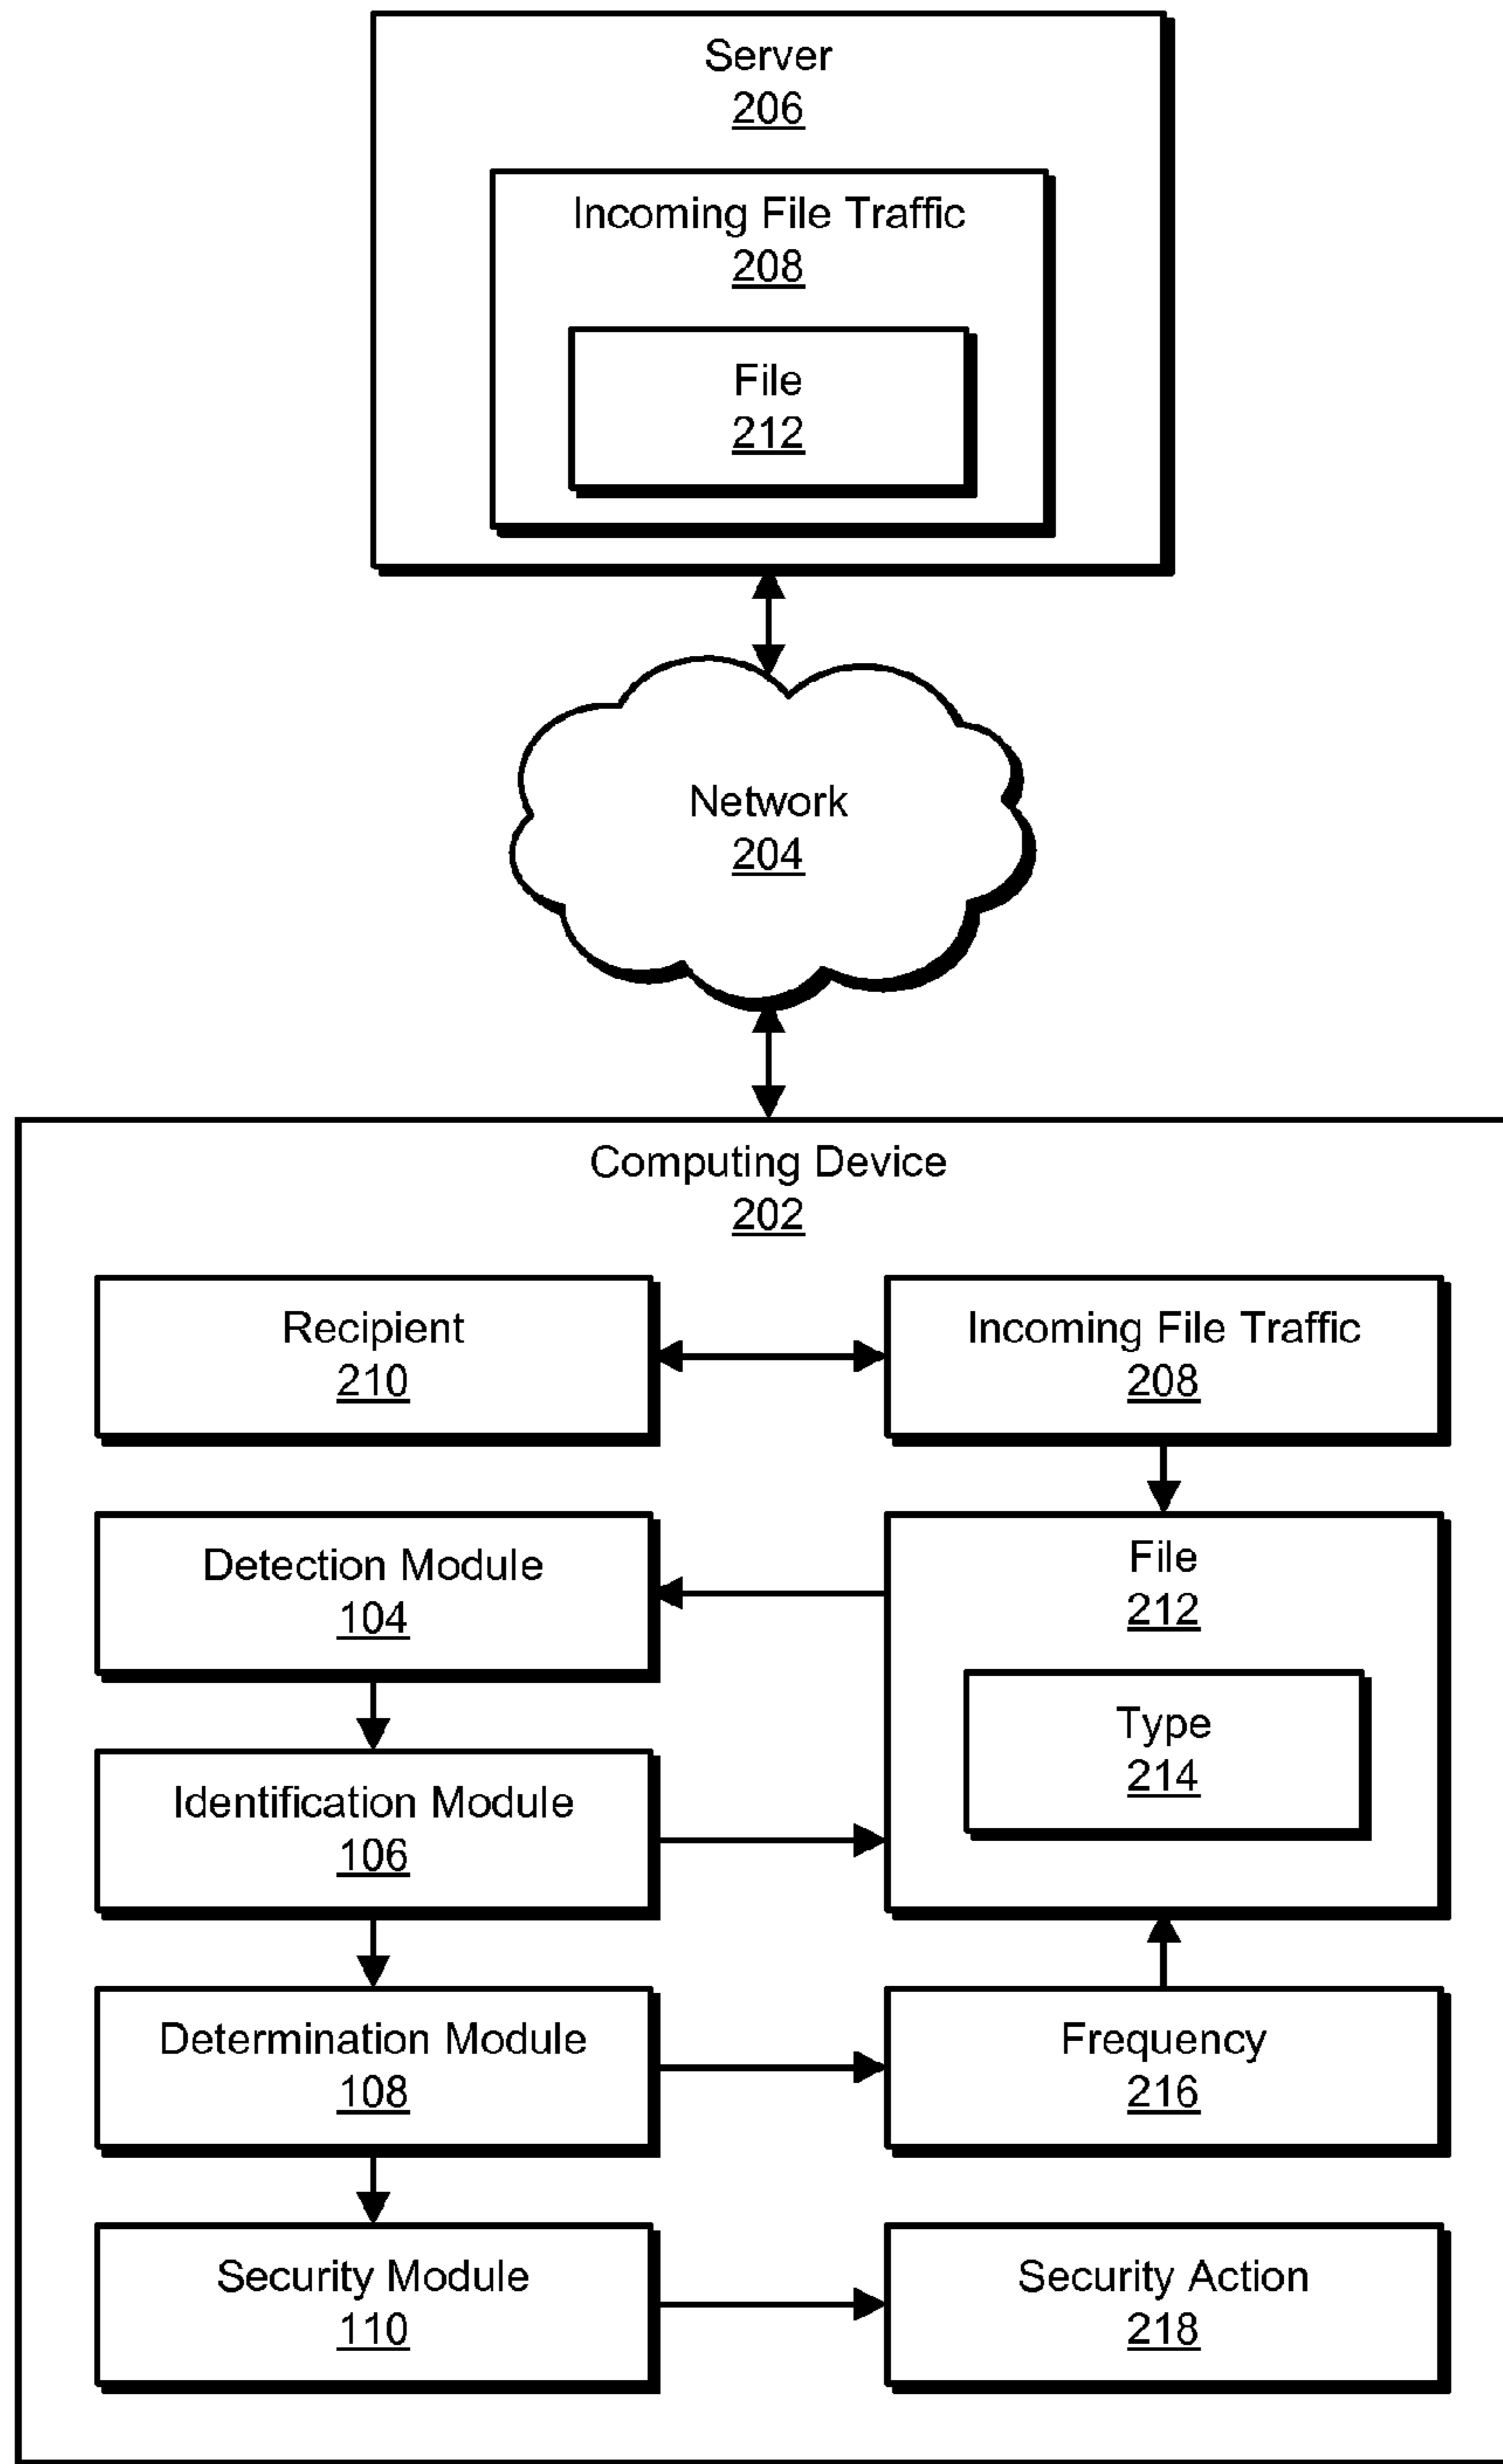 Server
206
Incoming File Traffic
208
File
212
Network
204
Computing Device
202
Recipient
210
Incoming File Traffic
208
Detection Module
104
File
212
Type
214
Identification Module
106
Determination Module
108
Frequency
216
Security Module
110
Security Action
218